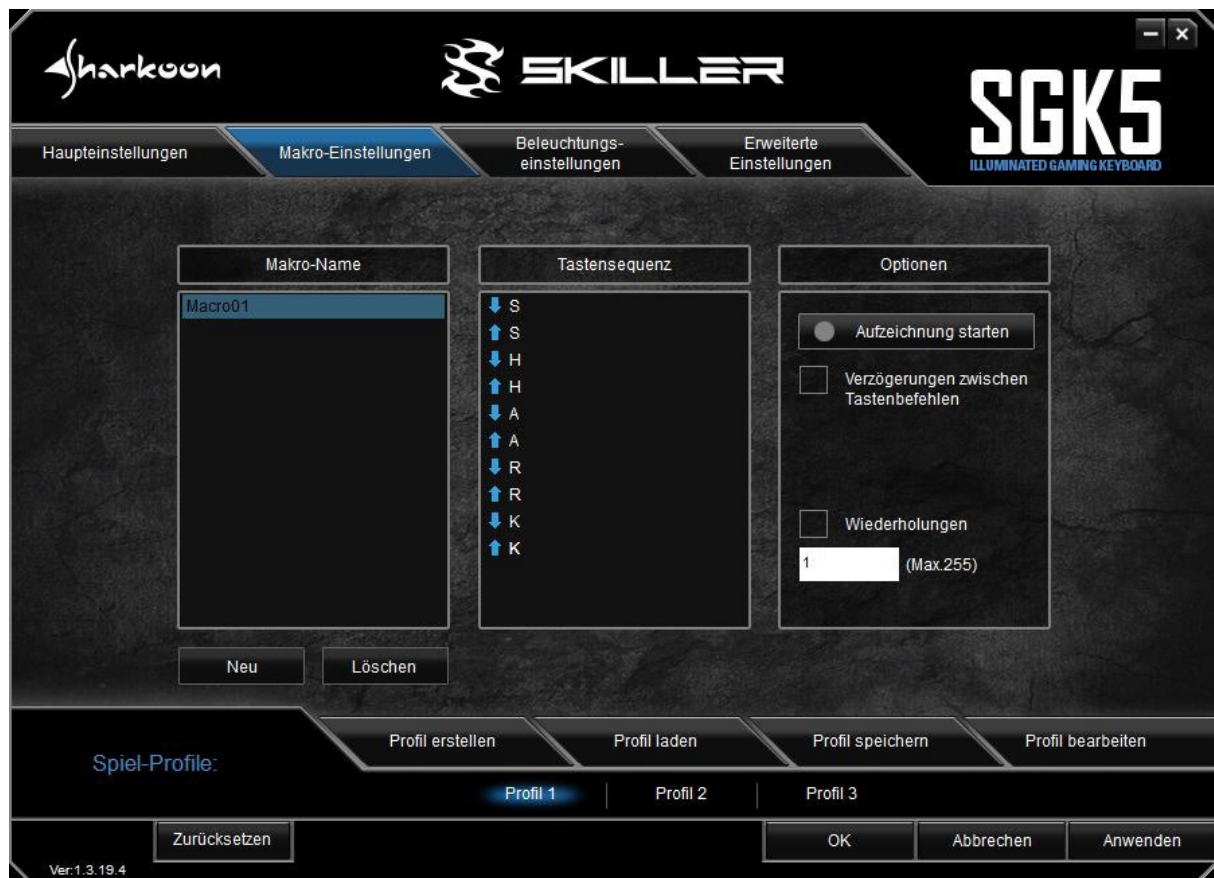 Sharkoon
SKILLER
SGK5
ILLUMINATED GAMING KEYBOARD
Haupteinstellungen
Makro-Einstellungen
Beleuchtungs-
einstellungen
Erweiterte
Einstellungen
Makro-Name
Macro01
Neu
Löschen
Tastensequenz
S
S
H
H
A
A
R
R
K
K
Optionen
Aufzeichnung starten
Verzögerungen zwischen
Tastenbefehlen
Wiederholungen
1 (Max.255)
Spiel-Profile:
Profil erstellen
Profil laden
Profil speichern
Profil bearbeiten
Profil 1
Profil 2
Profil 3
Zurücksetzen
OK
Abbrechen
Anwenden
Ver:1.3.19.4